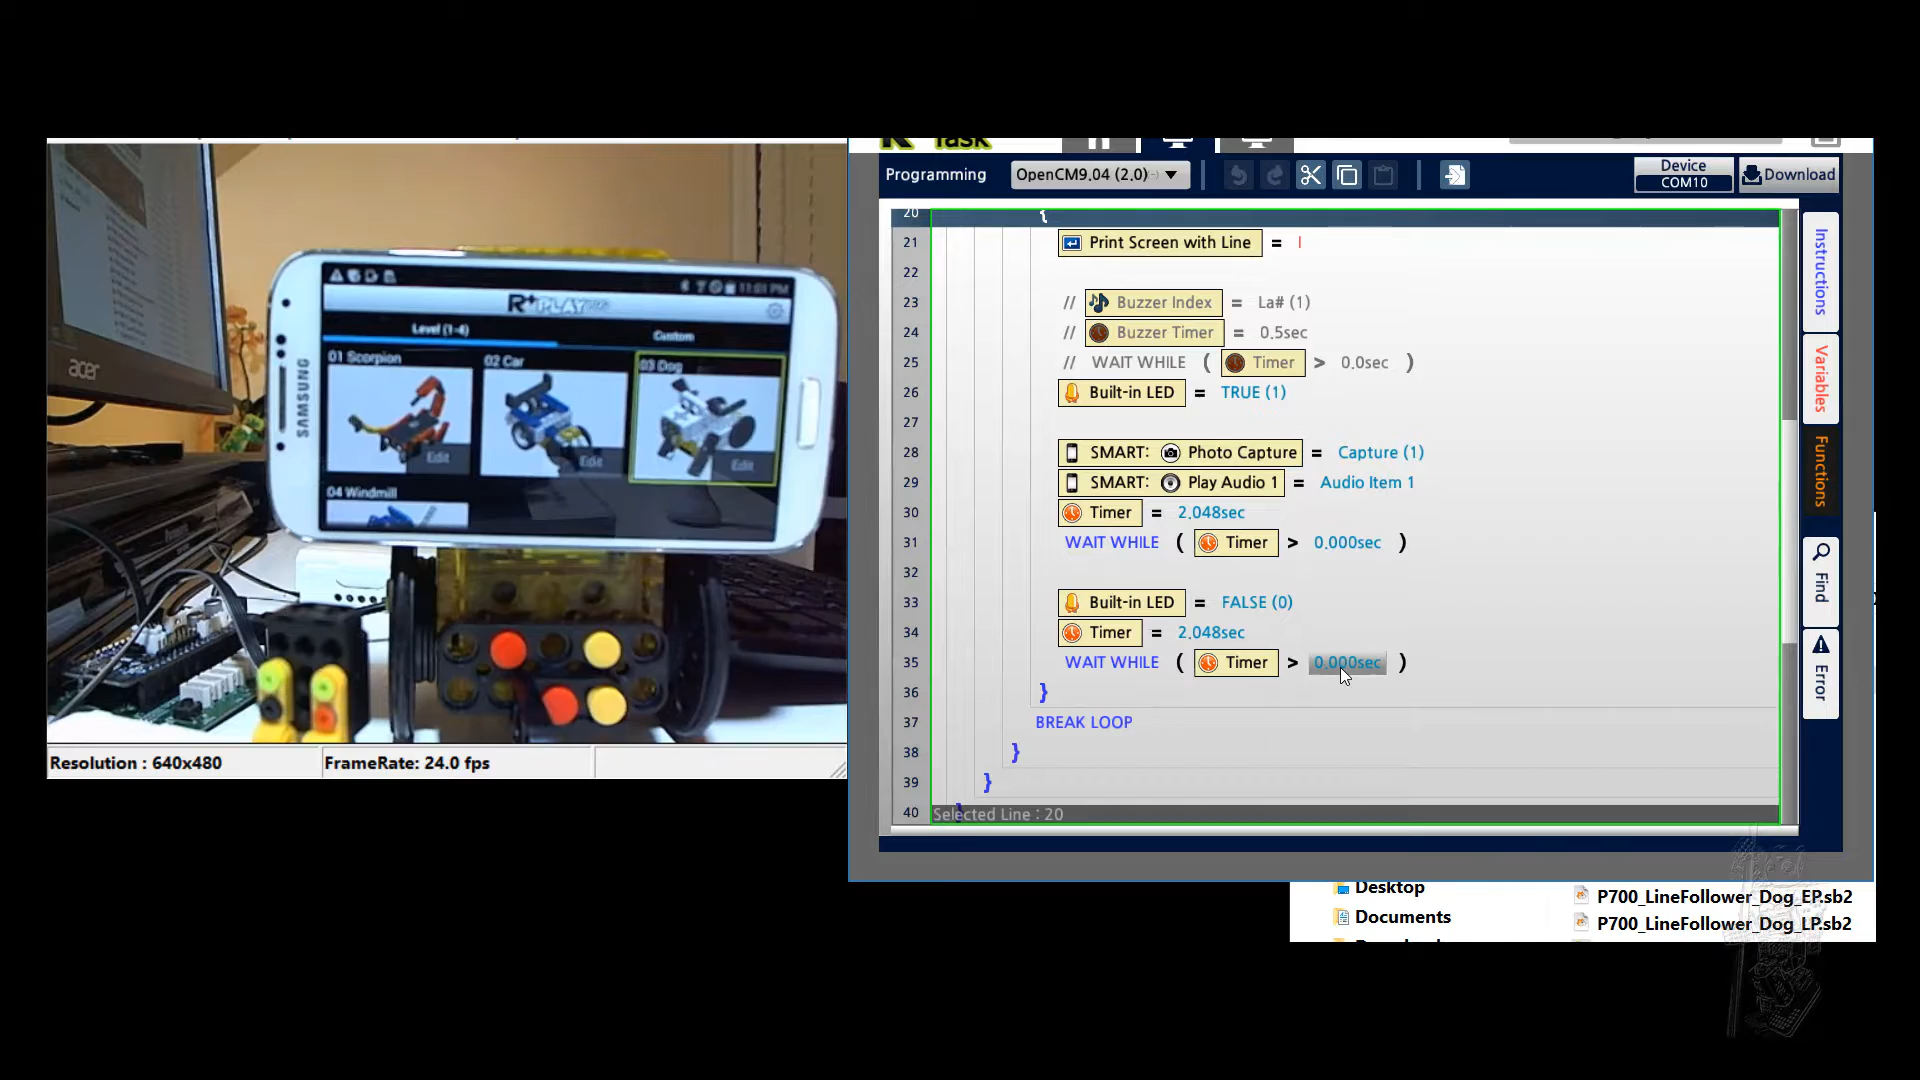 acer
SAMSUNG
11:01 PM
R+PLAY
Level (1-4)
Custom
01 Scorpion
02 Car
03 Dog
Edit
Edit
Edit
04 Windmill
Resolution : 640x480
FrameRate: 24.0 fps
Task
Programming
OpenCM9.04 (2.0)
Device
COM10
Download
20 {
21 Print Screen with Line = I
22
23 // Buzzer Index = La# (1)
24 // Buzzer Timer = 0.5sec
25 // WAIT WHILE ( Timer > 0.0sec )
26 Built-in LED = TRUE (1)
27
28 SMART: Photo Capture = Capture (1)
29 SMART: Play Audio 1 = Audio Item 1
30 Timer = 2.048sec
31 WAIT WHILE ( Timer > 0.000sec )
32
33 Built-in LED = FALSE (0)
34 Timer = 2.048sec
35 WAIT WHILE ( Timer > 0.000sec )
36 }
37 BREAK LOOP
38 }
39 }
40 }
Selected Line : 20
Instructions
Variables
Functions
Find
Error
Desktop
Documents
P700_LineFollower_Dog_EP.sb2
P700_LineFollower_Dog_LP.sb2